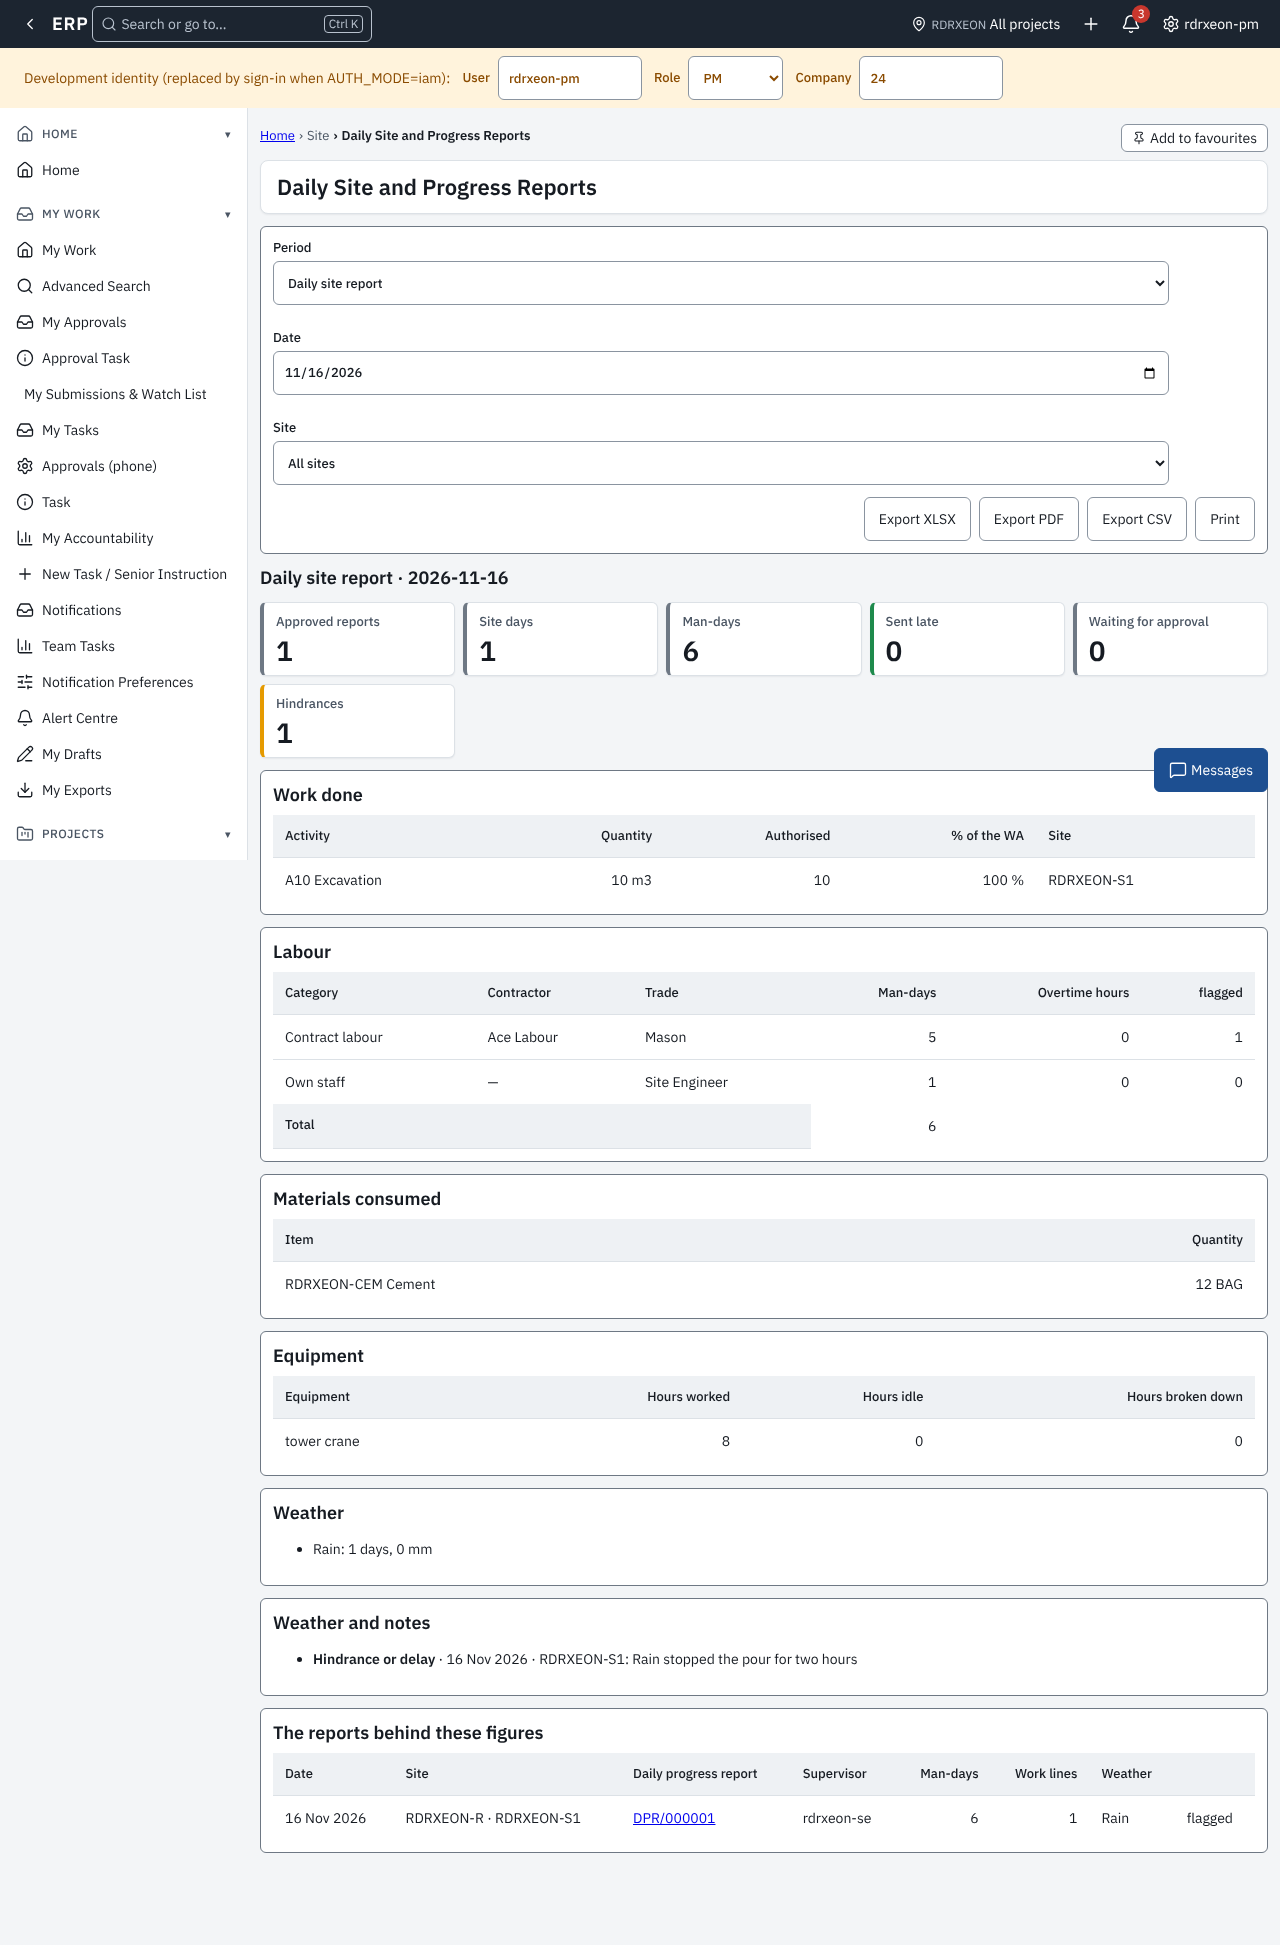 ERP
Search or go to...
Ctrl K
RDRXEON All projects
3
rdrxeon-pm
Development identity (replaced by sign-in when AUTH_MODE=iam): User rdrxeon-pm Role PM Company 24
HOME
Home
MY WORK
My Work
Advanced Search
My Approvals
Approval Task
My Submissions & Watch List
My Tasks
Approvals (phone)
Task
My Accountability
New Task / Senior Instruction
Notifications
Team Tasks
Notification Preferences
Alert Centre
My Drafts
My Exports
PROJECTS
Home › Site › Daily Site and Progress Reports
Add to favourites
Daily Site and Progress Reports
Period
Daily site report
Date
11/16/2026
Site
All sites
Export XLSX Export PDF Export CSV Print
Daily site report · 2026-11-16
Approved reports
1
Site days
1
Man-days
6
Sent late
0
Waiting for approval
0
Hindrances
1
Messages
Work done
Activity Quantity Authorised % of the WA Site
A10 Excavation 10 m3 10 100 % RDRXEON-S1
Labour
Category Contractor Trade Man-days Overtime hours flagged
Contract labour Ace Labour Mason 5 0 1
Own staff — Site Engineer 1 0 0
Total 6
Materials consumed
Item Quantity
RDRXEON-CEM Cement 12 BAG
Equipment
Equipment Hours worked Hours idle Hours broken down
tower crane 8 0 0
Weather
• Rain: 1 days, 0 mm
Weather and notes
• Hindrance or delay · 16 Nov 2026 · RDRXEON-S1: Rain stopped the pour for two hours
The reports behind these figures
Date Site Daily progress report Supervisor Man-days Work lines Weather
16 Nov 2026 RDRXEON-R · RDRXEON-S1 DPR/000001 rdrxeon-se 6 1 Rain flagged